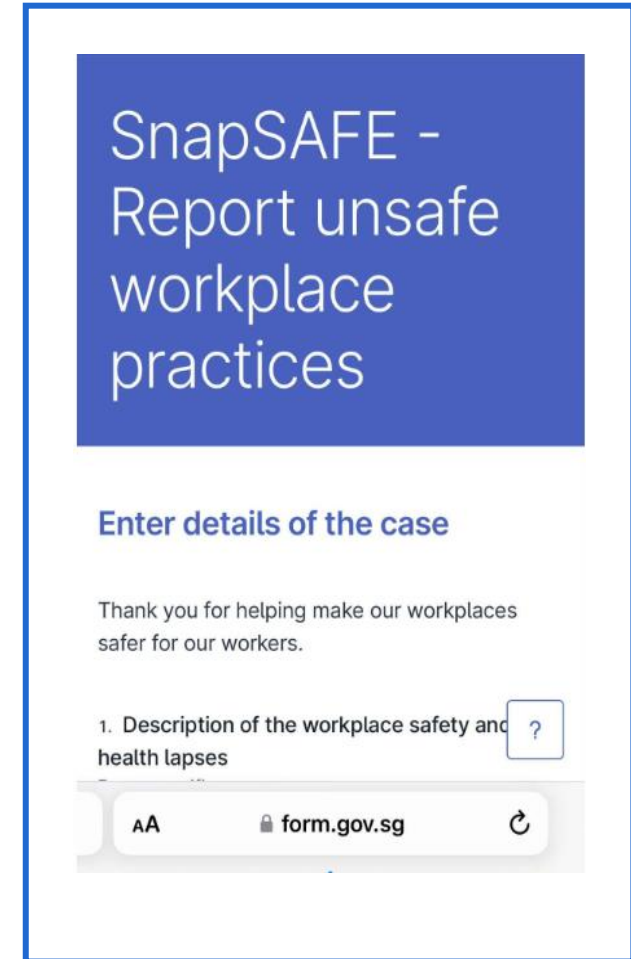 SnapSAFE -
Report unsafe
workplace
practices
Enter details of the case
Thank you for helping make our workplaces
safer for our workers.
1. Description of the workplace safety and
health lapses
?
AA
form.gov.sg